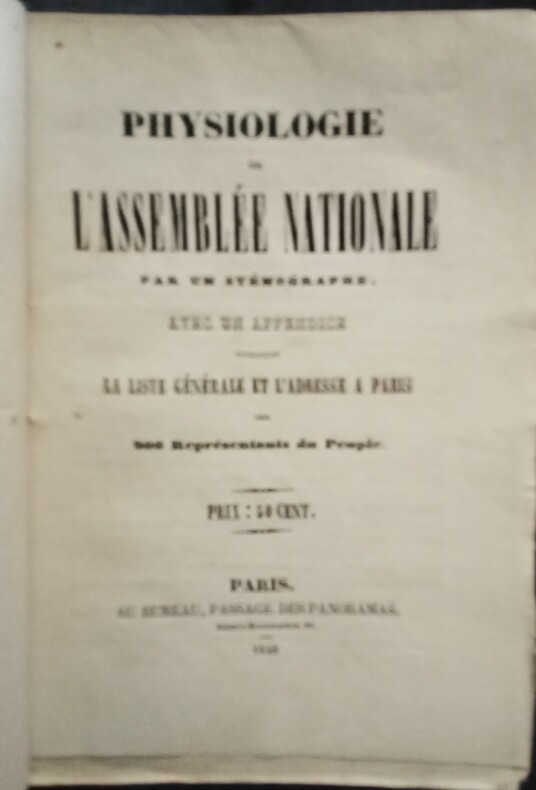 PHYSIOLOGIE
DE
L'ASSEMBLÉE NATIONALE
PAR UN STÉNOGRAPHE,
AVEC UN APPENDICE
LA LISTE GÉNÉRALE ET L'ADRESSE A PARIS
DES
900 Représentants du Peuple.
PRIX : 50 CENT.
PARIS.
AU BUREAU, PASSAGE DES PANORAMAS,
1848